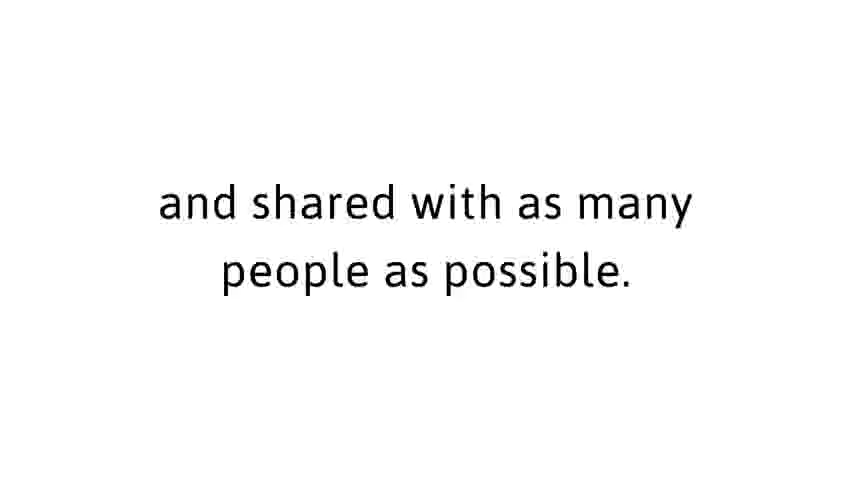 and shared with as many
people as possible.